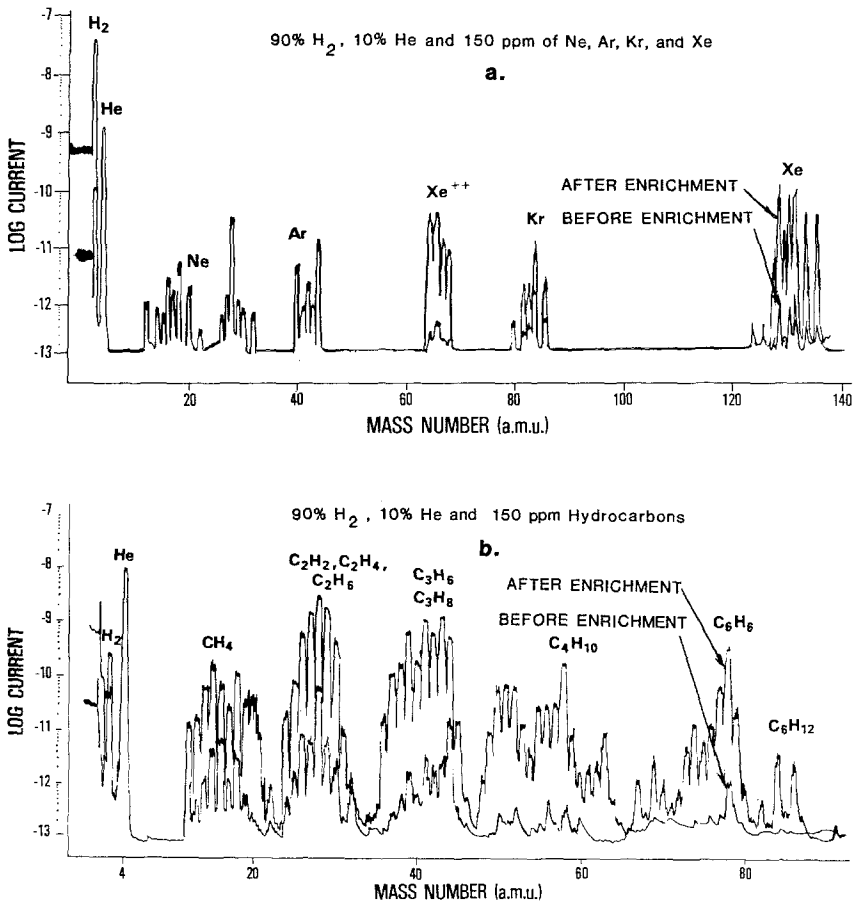 -7
H2
90% H2, 10% He and 150 ppm of Ne, Ar, Kr, and Xe
a.
-8
He
-9
LOG CURRENT
Xe
Xe++
AFTER ENRICHMENT
-10
Kr
BEFORE ENRICHMENT
Ar
-11
Ne
-12
-13
20
40
60
80
100
120
140
MASS NUMBER (a.m.u.)
-7
90% H2, 10% He and 150 ppm Hydrocarbons
b.
He
-8
C2H2,C2H4,
C2H6
C3H6
C3H8
AFTER ENRICHMENT
-9
LOG CURRENT
BEFORE ENRICHMENT
C6H6
H2
CH4
C4H10
-10
-11
C6H12
-12
-13
4
20
40
60
80
MASS NUMBER (a.m.u.)